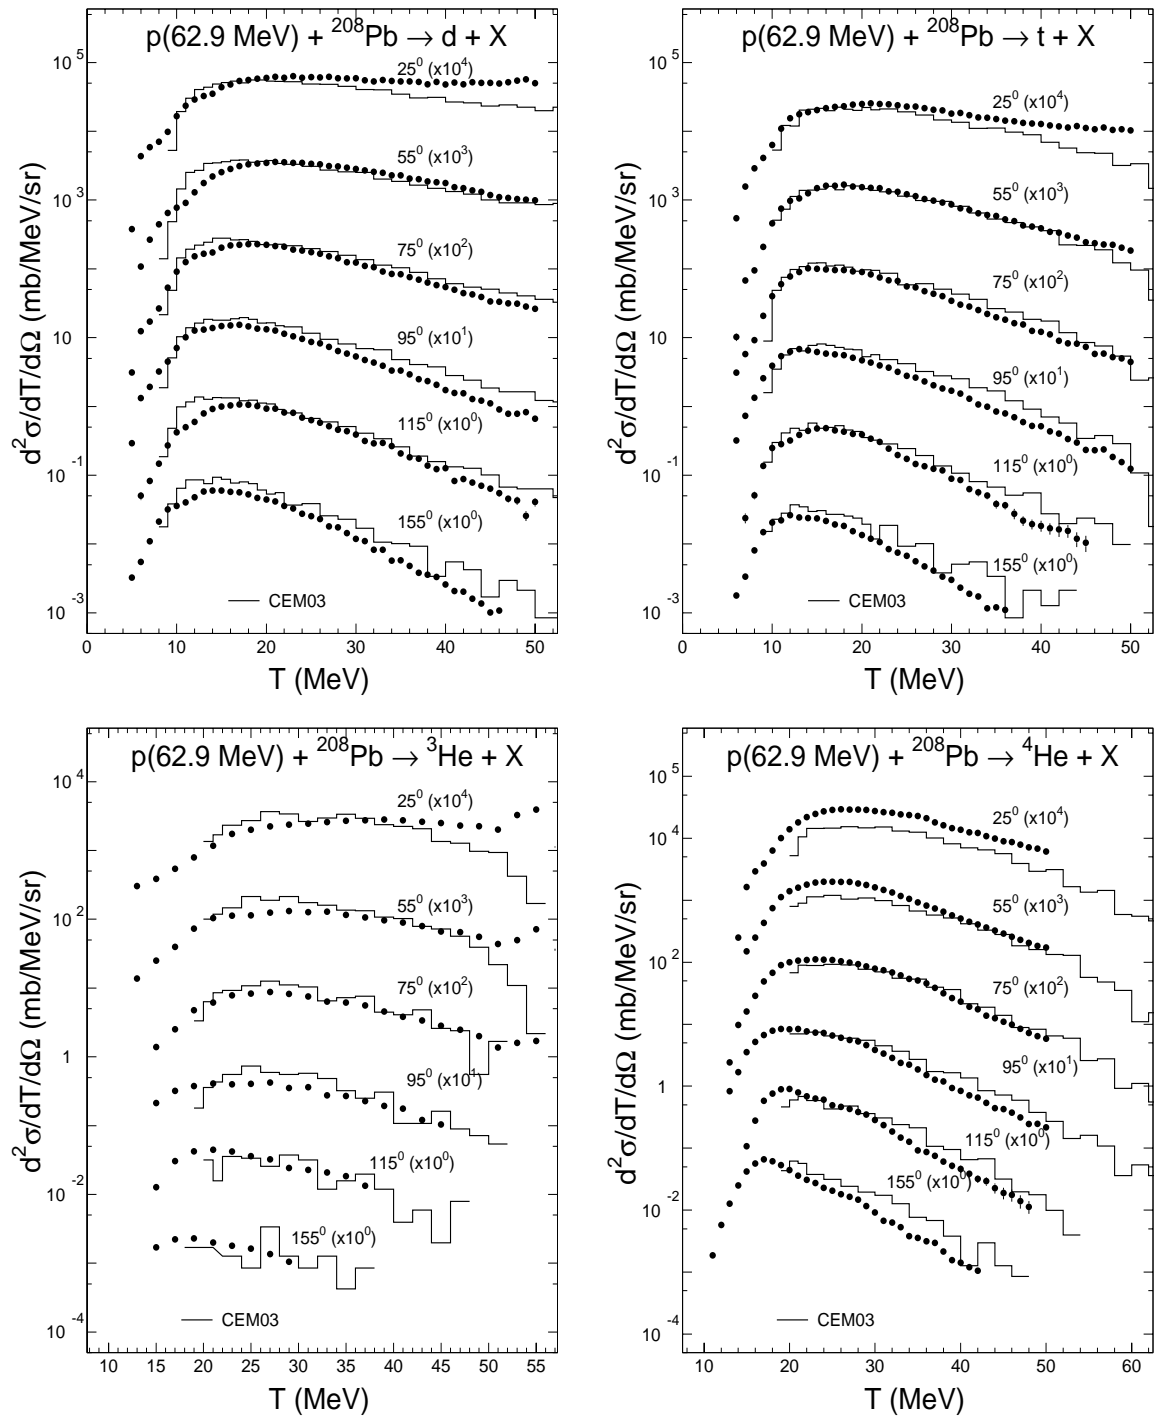 p(62.9 MeV) + ²⁰⁸Pb → d + X
d²σ/dT/dΩ (mb/MeV/sr)
10⁵
10³
10
10⁻¹
10⁻³
25⁰ (x10⁴)
55⁰ (x10³)
75⁰ (x10²)
95⁰ (x10¹)
115⁰ (x10⁰)
155⁰ (x10⁰)
CEM03
0 10 20 30 40 50
T (MeV)
p(62.9 MeV) + ²⁰⁸Pb → t + X
d²σ/dT/dΩ (mb/MeV/sr)
10⁵
10³
10
10⁻¹
10⁻³
25⁰ (x10⁴)
55⁰ (x10³)
75⁰ (x10²)
95⁰ (x10¹)
115⁰ (x10⁰)
155⁰ (x10⁰)
CEM03
0 10 20 30 40 50
T (MeV)
p(62.9 MeV) + ²⁰⁸Pb → ³He + X
d²σ/dT/dΩ (mb/MeV/sr)
10⁴
10²
1
10⁻²
10⁻⁴
25⁰ (x10⁴)
55⁰ (x10³)
75⁰ (x10²)
95⁰ (x10¹)
115⁰ (x10⁰)
155⁰ (x10⁰)
CEM03
10 15 20 25 30 35 40 45 50 55
T (MeV)
p(62.9 MeV) + ²⁰⁸Pb → ⁴He + X
d²σ/dT/dΩ (mb/MeV/sr)
10⁵
10⁴
10²
1
10⁻²
10⁻⁴
25⁰ (x10⁴)
55⁰ (x10³)
75⁰ (x10²)
95⁰ (x10¹)
115⁰ (x10⁰)
155⁰ (x10⁰)
CEM03
10 20 30 40 50 60
T (MeV)